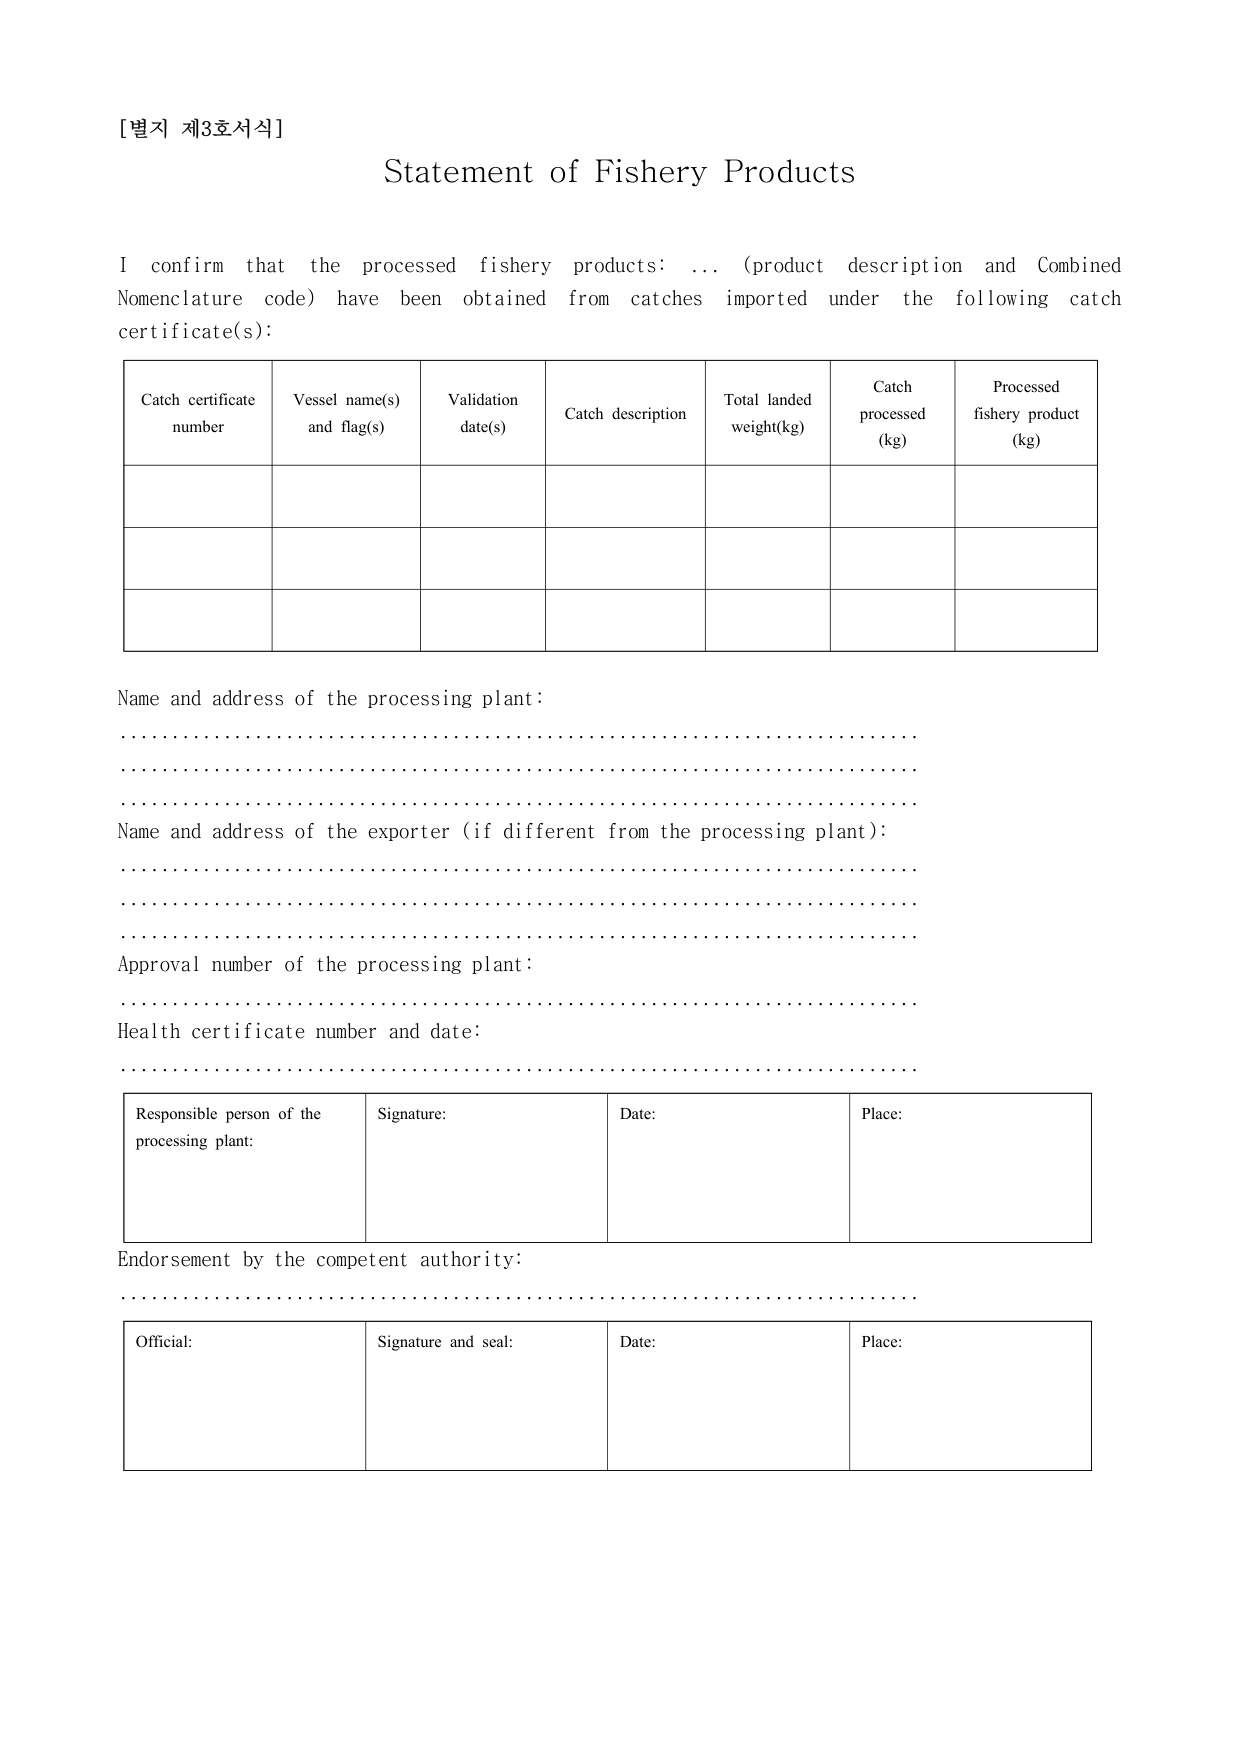 [별지 제3호서식]
Statement of Fishery Products
I confirm that the processed fishery products: ... (product description and Combined
Nomenclature code) have been obtained from catches imported under the following catch
certificate(s):
Catch certificate number
Vessel name(s) and flag(s)
Validation date(s)
Catch description
Total landed weight(kg)
Catch processed (kg)
Processed fishery product (kg)
Name and address of the processing plant:
.............................................................................
.............................................................................
.............................................................................
Name and address of the exporter (if different from the processing plant):
.............................................................................
.............................................................................
.............................................................................
Approval number of the processing plant:
.............................................................................
Health certificate number and date:
.............................................................................
Responsible person of the processing plant:
Signature:
Date:
Place:
Endorsement by the competent authority:
.............................................................................
Official:
Signature and seal:
Date:
Place: